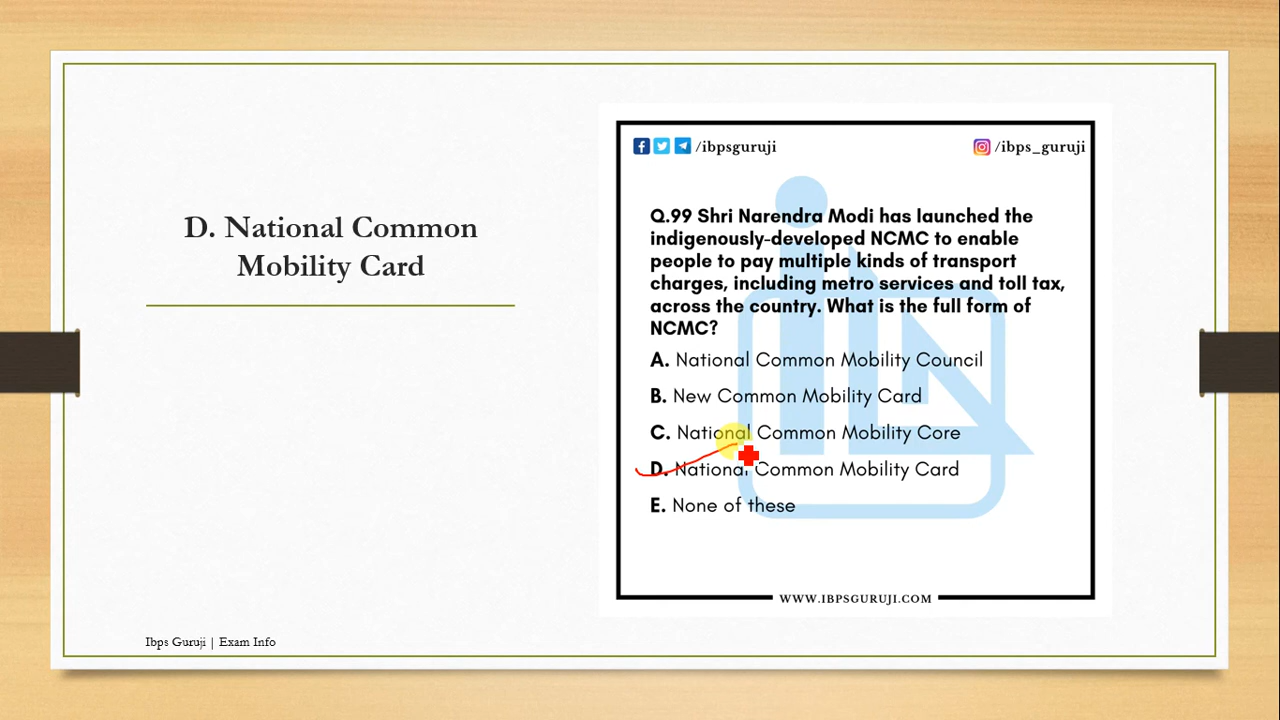 D. National Common
Mobility Card
/ibpsguruji
/ibps_guruji
Q.99 Shri Narendra Modi has launched the
indigenously-developed NCMC to enable
people to pay multiple kinds of transport
charges, including metro services and toll tax,
across the country. What is the full form of
NCMC?
A. National Common Mobility Council
B. New Common Mobility Card
C. National Common Mobility Core
D. National Common Mobility Card
E. None of these
WWW.IBPSGURUJI.COM
Ibps Guruji | Exam Info